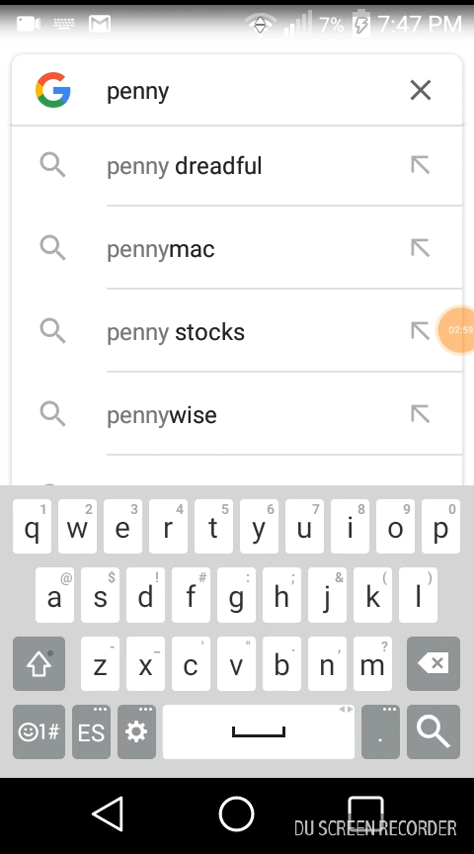 7% 7:47 PM
penny
penny dreadful
pennymac
02:59
penny stocks
pennywise
1 2 3 4 5 6 7 8 9 0
q w e r t y u i o p
@ $ ! # : ; & ( )
a s d f g h j k l
- _ ' " . , ?
z x c v b n m
1# ES .
DU SCREEN RECORDER